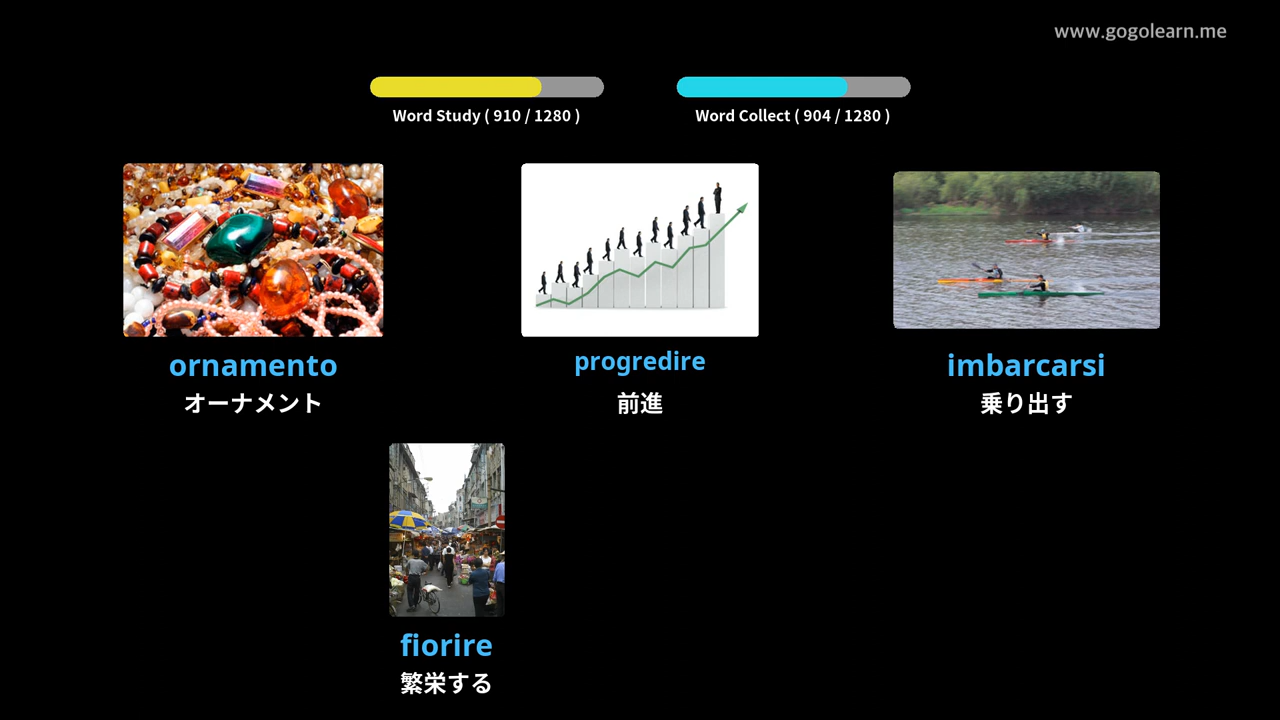 www.gogolearn.me
Word Study ( 910 / 1280 )
Word Collect ( 904 / 1280 )
ornamento
オーナメント
progredire
前進
imbarcarsi
乗り出す
fiorire
繁栄する